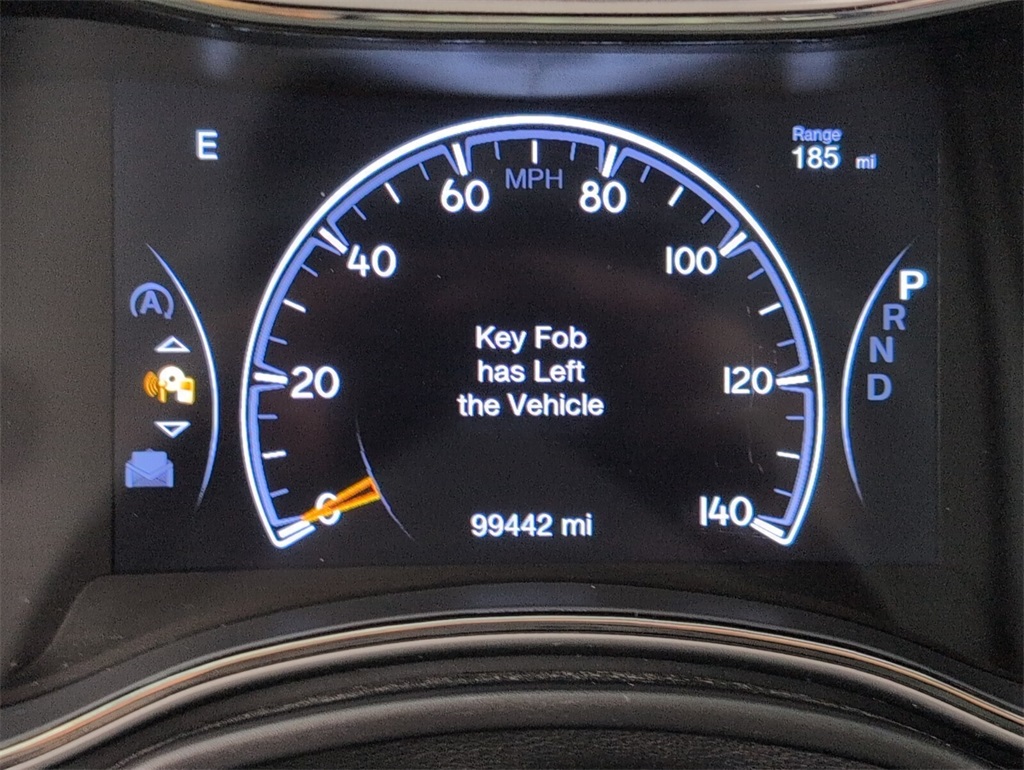 E
Range
185 mi
MPH
60
80
40
100
A
P
R
N
D
Key Fob
has Left
the Vehicle
20
120
0
140
99442 mi